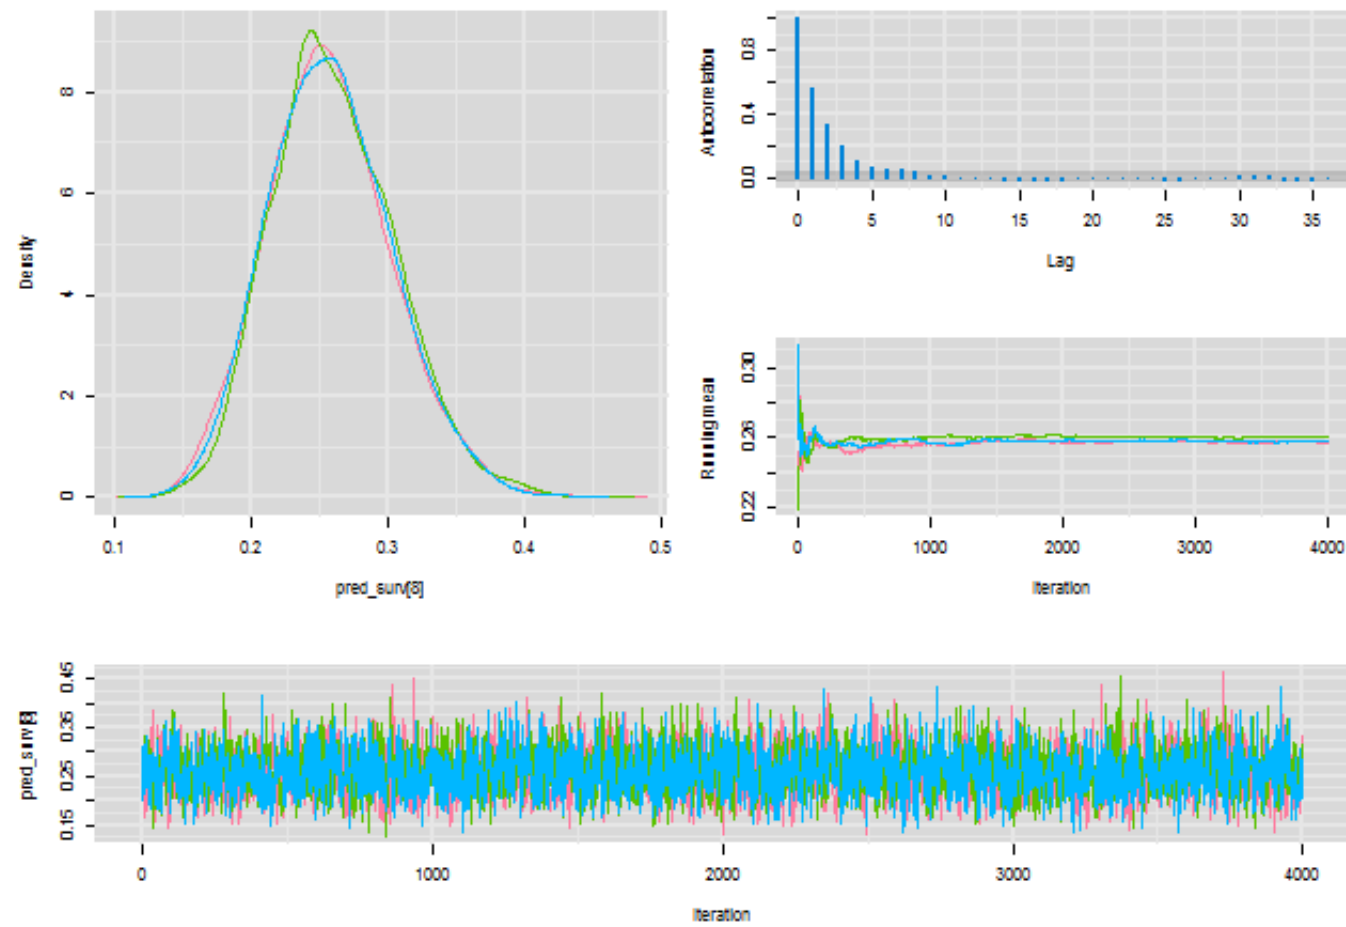 Density
8
6
4
2
0
0.1 0.2 0.3 0.4 0.5
pred_surv[8]
Autocorrelation
0.8
0.4
0.0
0 5 10 15 20 25 30 35
Lag
Running mean
0.30
0.26
0.22
0 1000 2000 3000 4000
Iteration
pred_surv[8]
0.45
0.35
0.25
0.15
0 1000 2000 3000 4000
Iteration